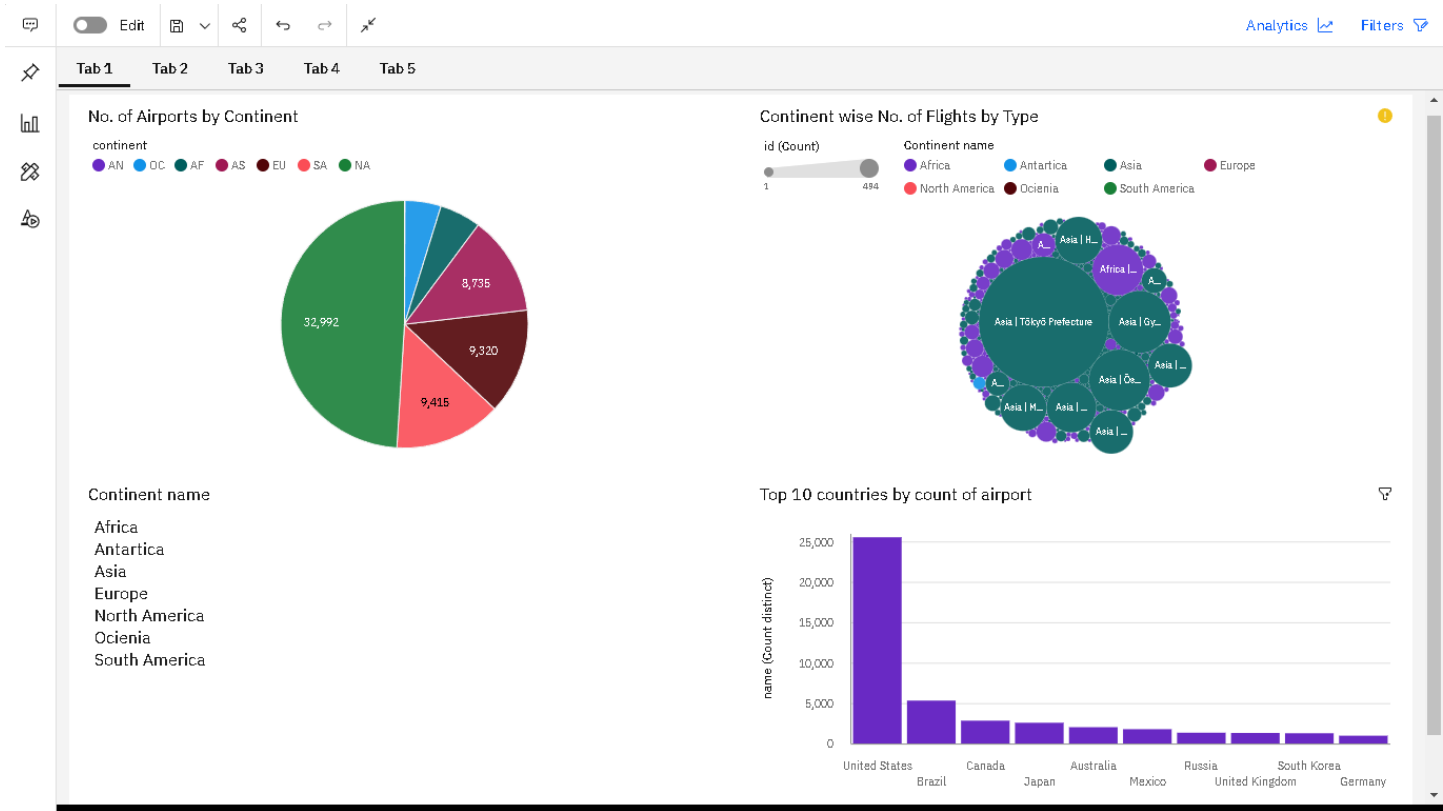 Edit
Analytics
Filters
Tab 1 Tab 2 Tab 3 Tab 4 Tab 5
No. of Airports by Continent
continent
AN OC AF AS EU SA NA
8,735
32,992
9,320
9,415
Continent wise No. of Flights by Type
id (Count)
1 494
Continent name
Africa Antartica Asia Europe
North America Ocienia South America
Asia | H...
A...
Africa |...
A...
Asia | Tōkyō Prefecture
Asia | Gy...
Asia | ...
Asia | Ōs...
A...
Asia | M...
Asia | ...
Asia | ...
Continent name
Africa
Antartica
Asia
Europe
North America
Ocienia
South America
Top 10 countries by count of airport
name (Count distinct)
25,000
20,000
15,000
10,000
5,000
0
United States Canada Australia Russia South Korea
Brazil Japan Mexico United Kingdom Germany